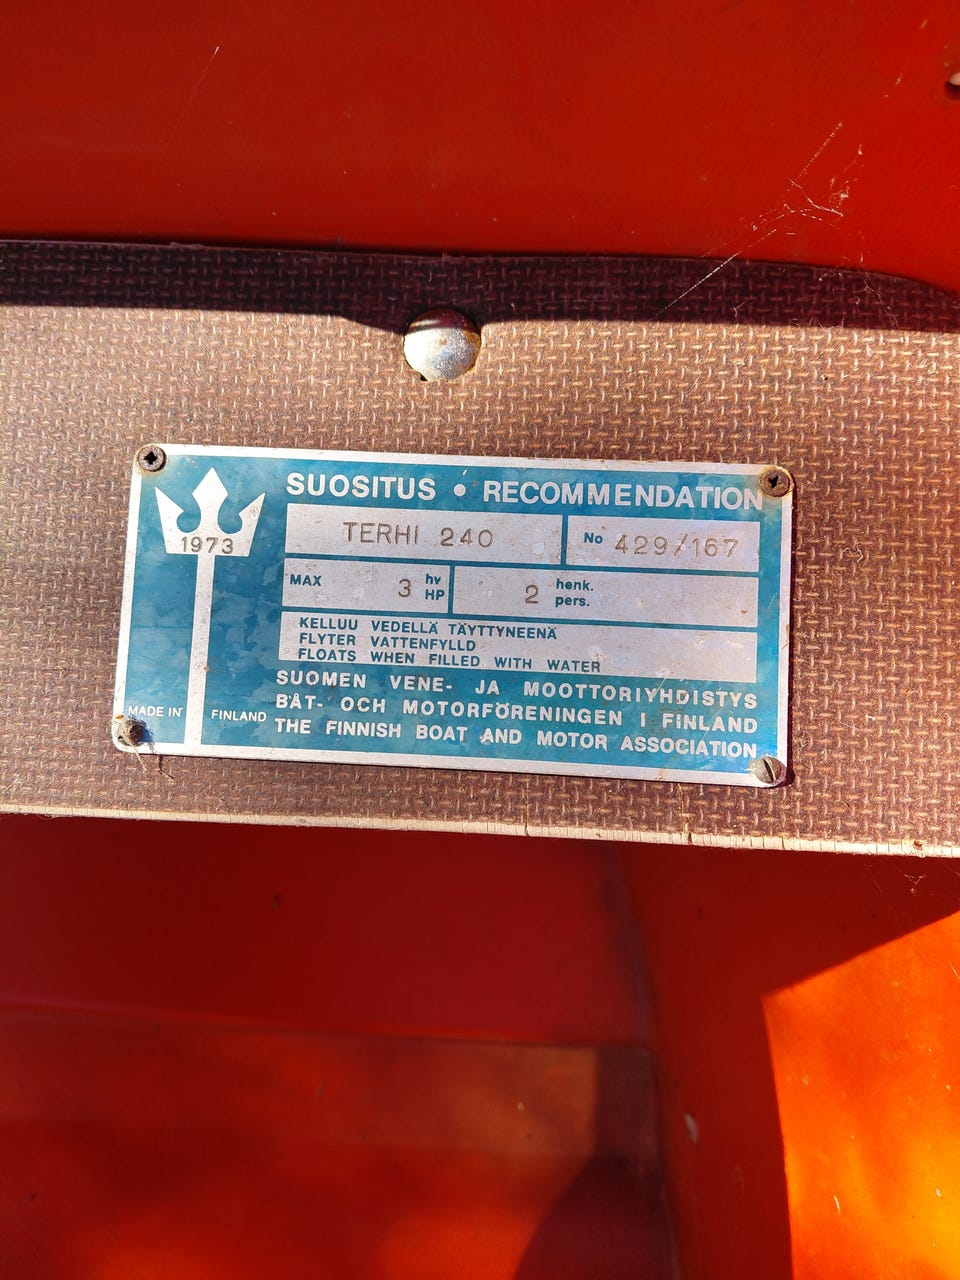 SUOSITUS • RECOMMENDATION
1973
TERHI 240
No 429/167
MAX 3 hv HP
2 henk. pers.
KELLUU VEDELLÄ TÄYTTYNEENÄ
FLYTER VATTENFYLLD
FLOATS WHEN FILLED WITH WATER
SUOMEN VENE- JA MOOTTORIYHDISTYS
BÅT- OCH MOTORFÖRENINGEN I FINLAND
THE FINNISH BOAT AND MOTOR ASSOCIATION
MADE IN FINLAND